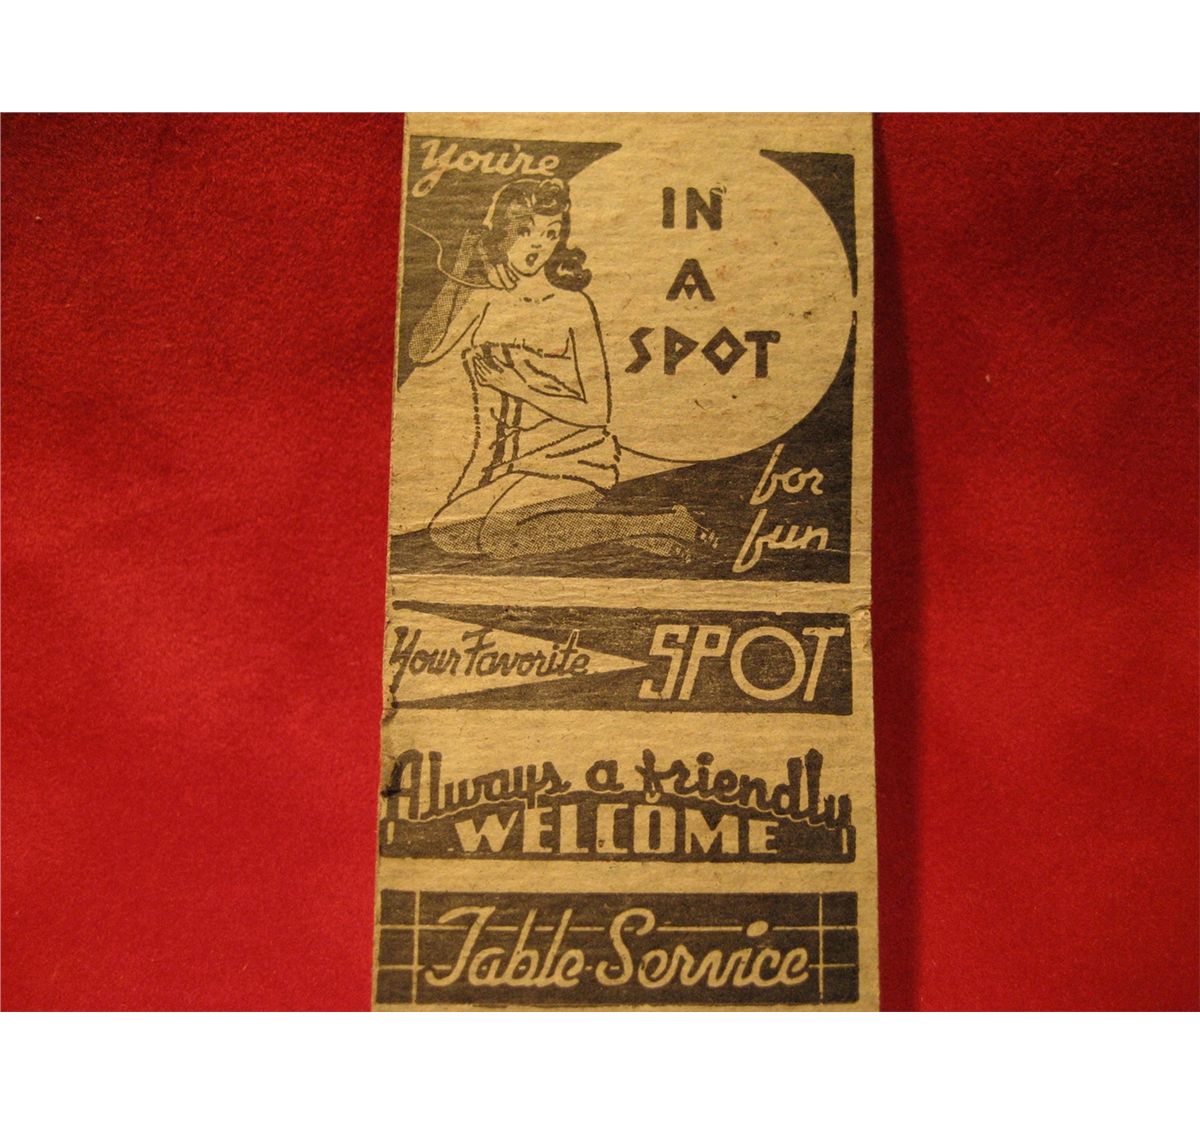 You're
IN
A
SPOT
for
fun
Your Favorite SPOT
Always a friendly
WELCOME
Table Service